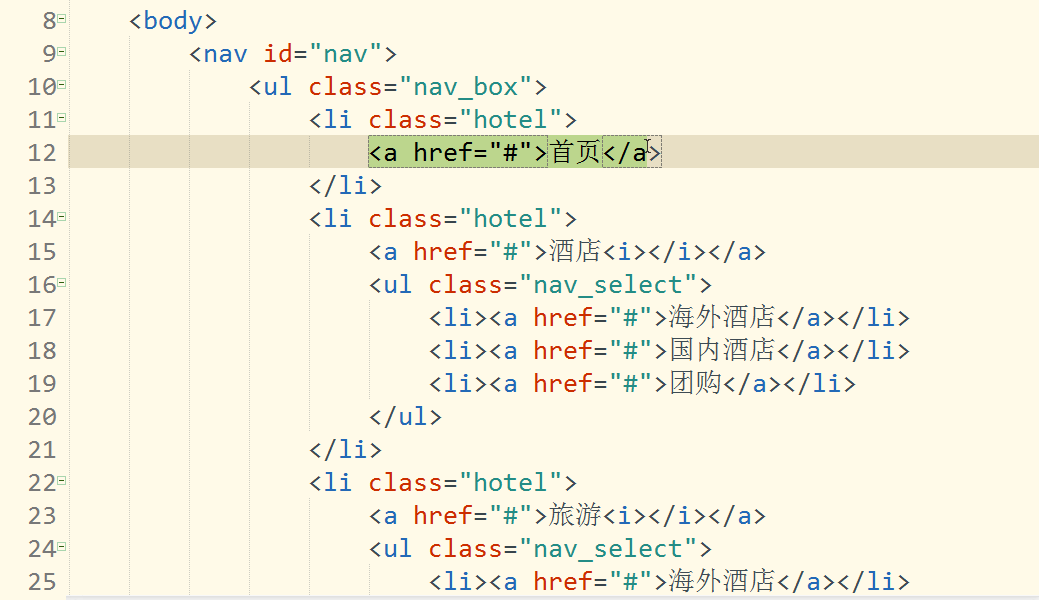 8 <body>
9 <nav id="nav">
10 <ul class="nav_box">
11 <li class="hotel">
12 <a href="#">首页</a>
13 </li>
14 <li class="hotel">
15 <a href="#">酒店<i></i></a>
16 <ul class="nav_select">
17 <li><a href="#">海外酒店</a></li>
18 <li><a href="#">国内酒店</a></li>
19 <li><a href="#">团购</a></li>
20 </ul>
21 </li>
22 <li class="hotel">
23 <a href="#">旅游<i></i></a>
24 <ul class="nav_select">
25 <li><a href="#">海外酒店</a></li>